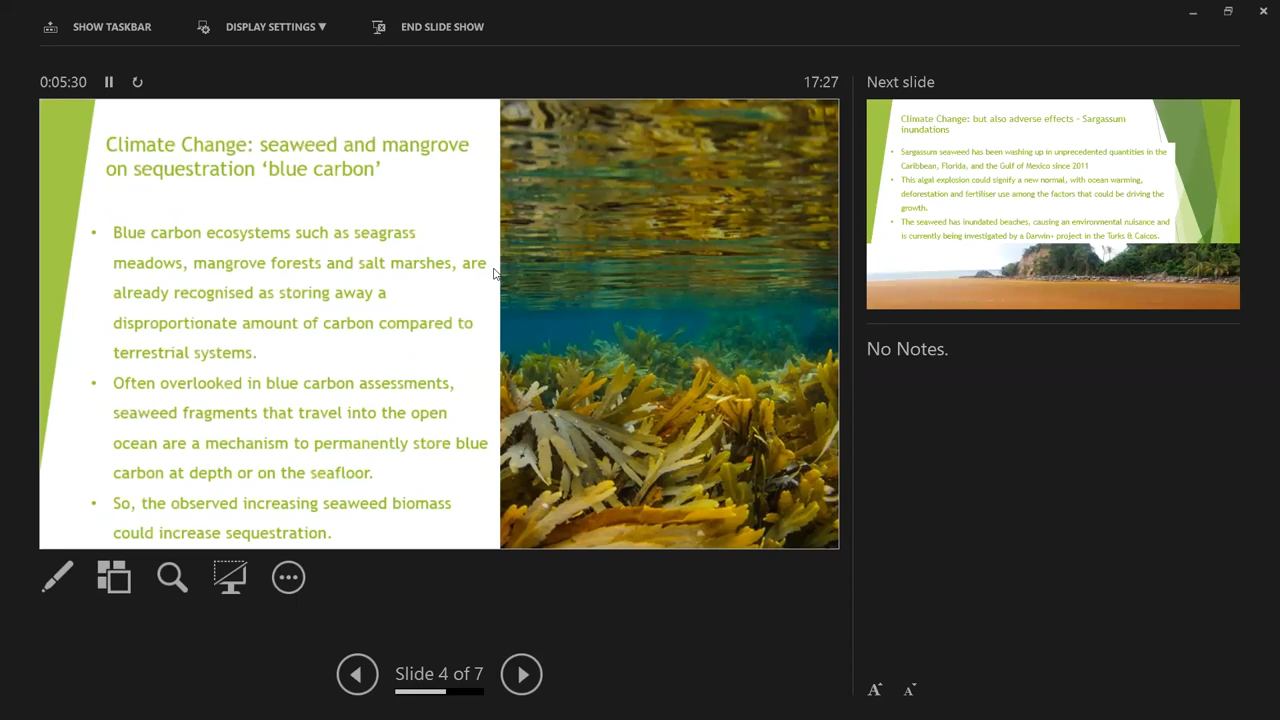 SHOW TASKBAR
DISPLAY SETTINGS ▼
END SLIDE SHOW
0:05:30
17:27
Climate Change: seaweed and mangrove
on sequestration ‘blue carbon’
• Blue carbon ecosystems such as seagrass
meadows, mangrove forests and salt marshes, are
already recognised as storing away a
disproportionate amount of carbon compared to
terrestrial systems.
• Often overlooked in blue carbon assessments,
seaweed fragments that travel into the open
ocean are a mechanism to permanently store blue
carbon at depth or on the seafloor.
• So, the observed increasing seaweed biomass
could increase sequestration.
Slide 4 of 7
Next slide
Climate Change: but also adverse effects - Sargassum
inundations
• Sargassum seaweed has been washing up in unprecedented quantities in the
Caribbean, Florida, and the Gulf of Mexico since 2011
• This algal explosion could signify a new normal, with ocean warming,
deforestation and fertiliser use among the factors that could be driving the
growth.
• The seaweed has inundated beaches, causing an environmental nuisance and
is currently being investigated by a Darwin+ project in the Turks & Caicos.
No Notes.
A A